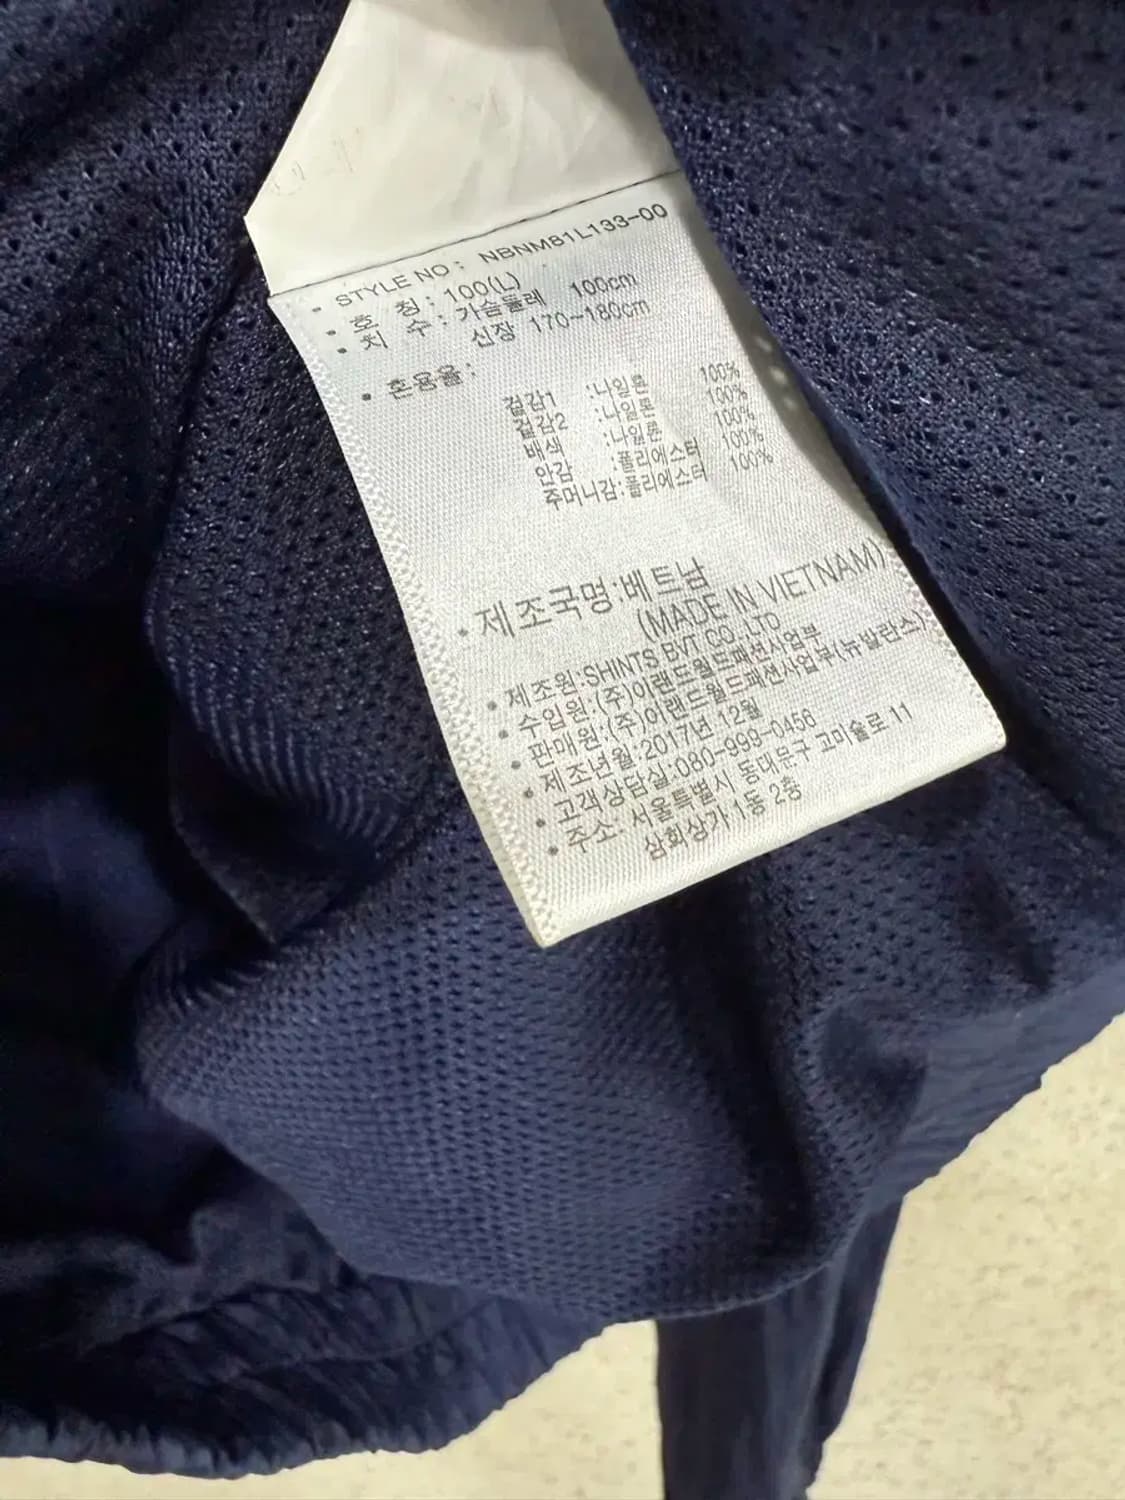 • STYLE NO : NBNM81L133-00
• 호 칭 : 100(L)
• 치 수 : 가슴둘레 100cm
신장 170~180cm
• 혼용율 :
겉감1 :나일론 100%
겉감2 :나일론 100%
배색 :나일론 100%
안감 :폴리에스터 100%
주머니감:폴리에스터 100%
• 제조국명:베트남
(MADE IN VIETNAM)
• 제조원:SHINTS BVT CO.,LTD
• 수입원:(주)이랜드월드패션사업부
• 판매원:(주)이랜드월드패션사업부(뉴발란스)
• 제조년월:2017년 12월
• 고객상담실:080-999-0456
• 주소: 서울특별시 동대문구 고미술로 11
삼희상가 1동 2층